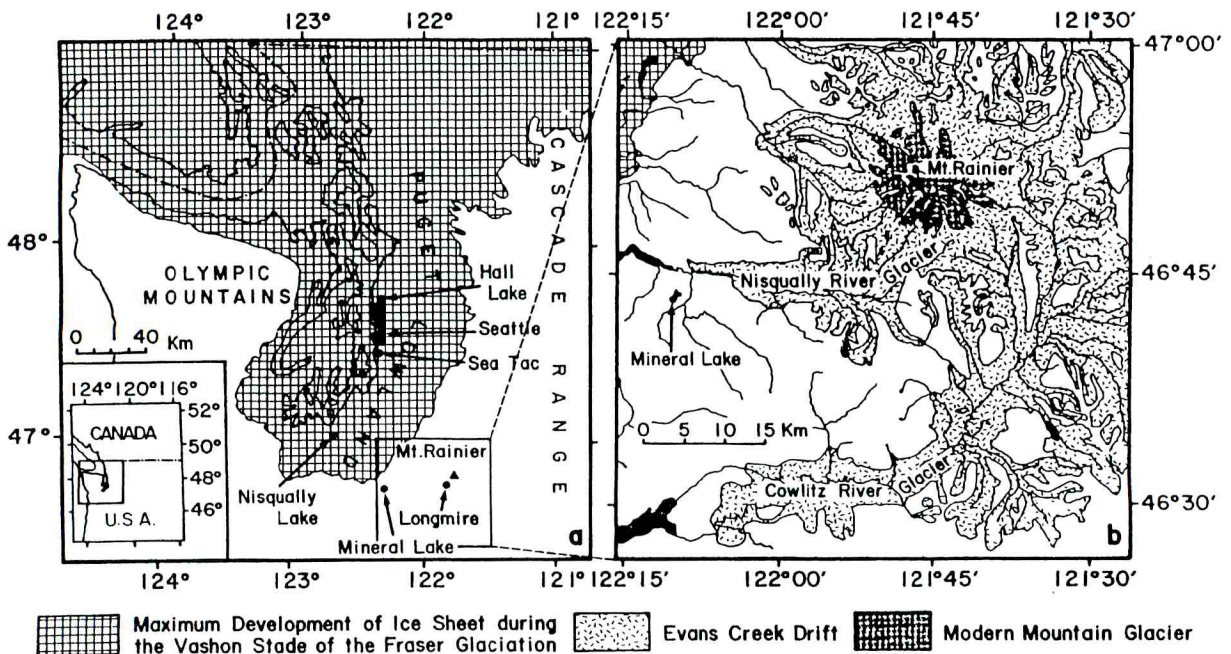 124° 123° 122° 121°
122°15' 122°00' 121°45' 121°30'
47°00'
48°
47°
OLYMPIC
MOUNTAINS
PUGET
LOWLAND
CASCADE RANGE
Hall
Lake
Seattle
Sea Tac
0 40
Km
Nisqually
Lake
Mt. Rainier
Longmire
Mineral Lake
a
124° 120° 116°
52°
50°
48°
46°
CANADA
U.S.A.
Mt. Rainier
46°45'
Nisqually River Glacier
Mineral Lake
0 5 10 15 Km
Cowlitz River Glacier
46°30'
b
124° 123° 122° 121°
122°15' 122°00' 121°45' 121°30'
Maximum Development of Ice Sheet during
the Vashon Stade of the Fraser Glaciation
Evans Creek Drift
Modern Mountain Glacier